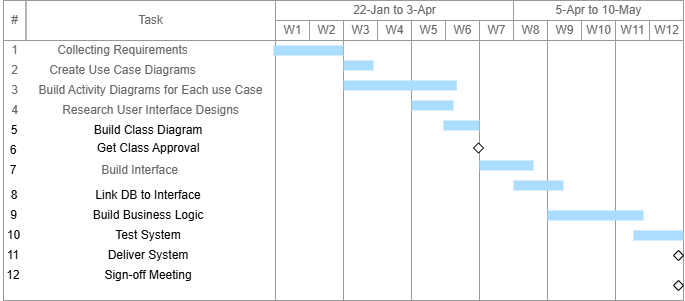 # Task 22-Jan to 3-Apr 5-Apr to 10-May
W1 W2 W3 W4 W5 W6 W7 W8 W9 W10 W11 W12
1 Collecting Requirements
2 Create Use Case Diagrams
3 Build Activity Diagrams for Each use Case
4 Research User Interface Designs
5 Build Class Diagram
6 Get Class Approval
7 Build Interface
8 Link DB to Interface
9 Build Business Logic
10 Test System
11 Deliver System
12 Sign-off Meeting